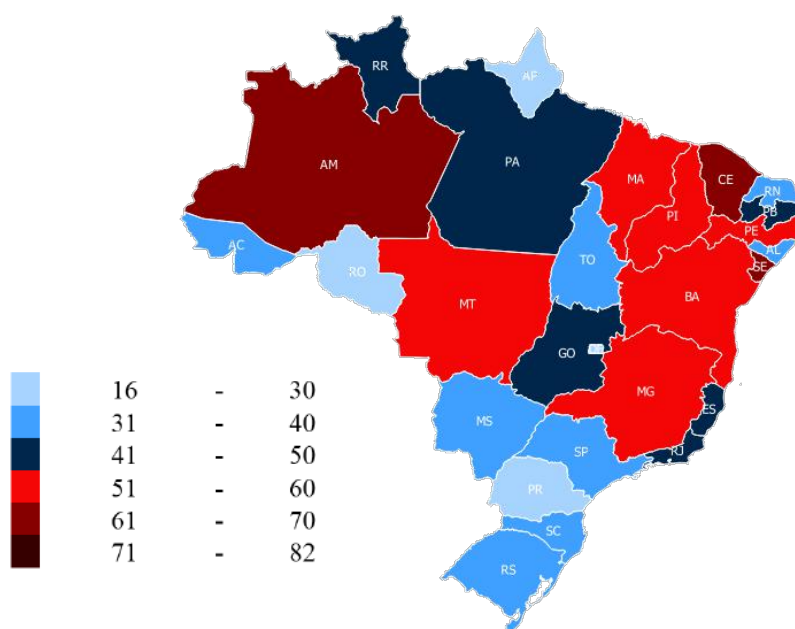 RR
AF
AM
PA
MA
CE
RN
PB
PI
PE
AL
AC
TO
SE
RO
MT
BA
GO
16 - 30
MG
31 - 40
MS
ES
41 - 50
SP
RJ
51 - 60
PR
61 - 70
SC
71 - 82
RS